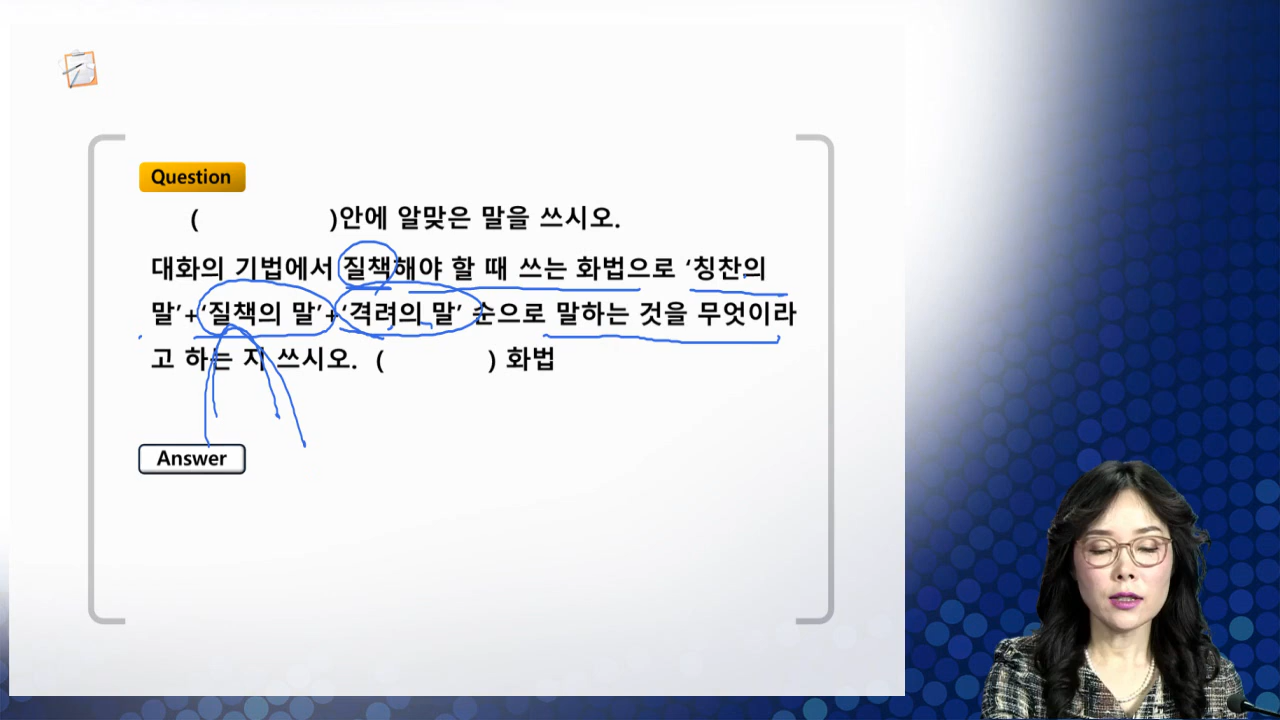 Question
(                    )안에 알맞은 말을 쓰시오.
대화의 기법에서 질책해야 할 때 쓰는 화법으로 ‘칭찬의
말’+‘질책의 말’+‘격려의 말’ 순으로 말하는 것을 무엇이라
고 하는 지 쓰시오. (               ) 화법
Answer